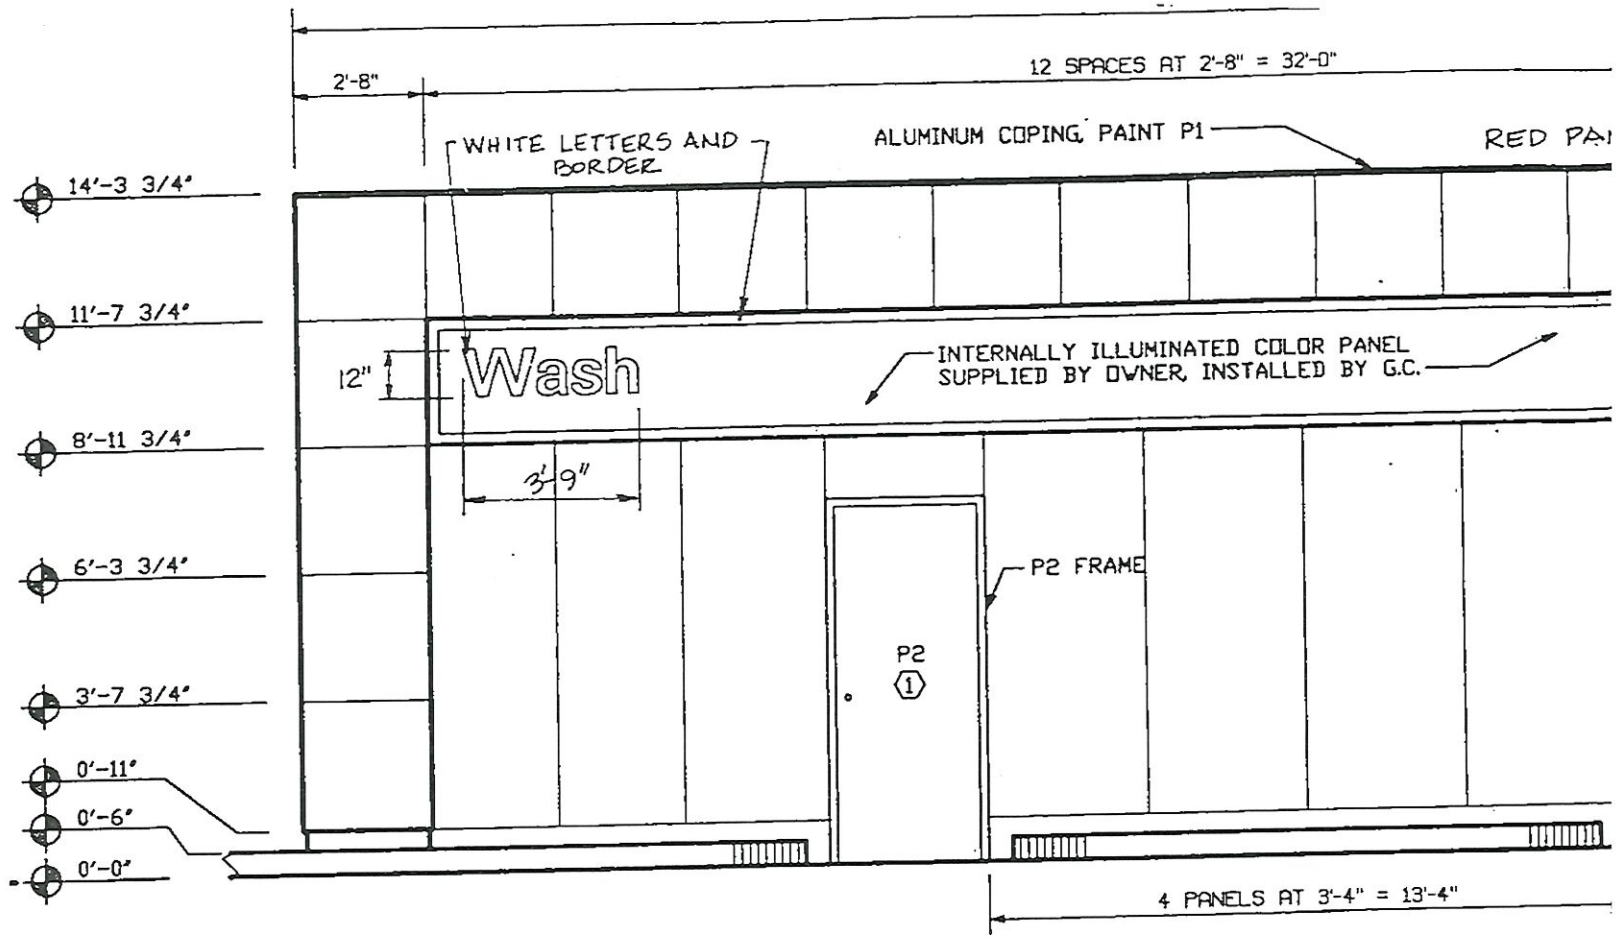 12 SPACES AT 2'-8" = 32'-0"
2'-8"
WHITE LETTERS AND
BORDER
ALUMINUM COPING, PAINT P1
RED
14'-3 3/4"
11'-7 3/4"
Wash
12"
INTERNALLY ILLUMINATED COLOR PANEL
SUPPLIED BY OWNER, INSTALLED BY G.C.
8'-11 3/4"
3'-9"
6'-3 3/4"
P2 FRAME
P2
1
3'-7 3/4"
0'-11"
0'-6"
0'-0"
4 PANELS AT 3'-4" = 13'-4"